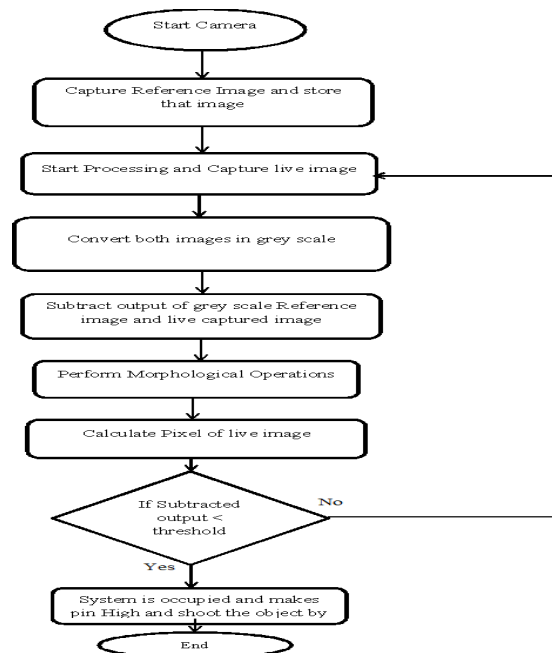 Start Camera
Capture Reference Image and store
that image
Start Processing and Capture live image
Convert both images in grey scale
Subtract output of grey scale Reference
image and live captured image
Perform Morphological Operations
Calculate Pixel of live image
If Subtracted
output <
threshold
No
Yes
System is occupied and makes
pin High and shoot the object by
End